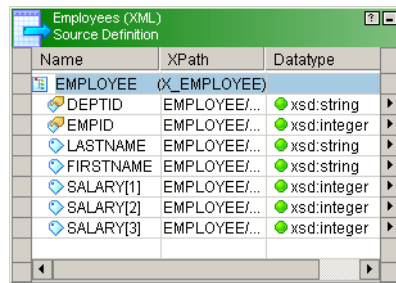 Employees (XML)
Source Definition
Name XPath Datatype
EMPLOYEE (X_EMPLOYEE)
DEPTID EMPLOYEE/... xsd:string
EMPID EMPLOYEE/... xsd:integer
LASTNAME EMPLOYEE/... xsd:string
FIRSTNAME EMPLOYEE/... xsd:string
SALARY[1] EMPLOYEE/... xsd:integer
SALARY[2] EMPLOYEE/... xsd:integer
SALARY[3] EMPLOYEE/... xsd:integer